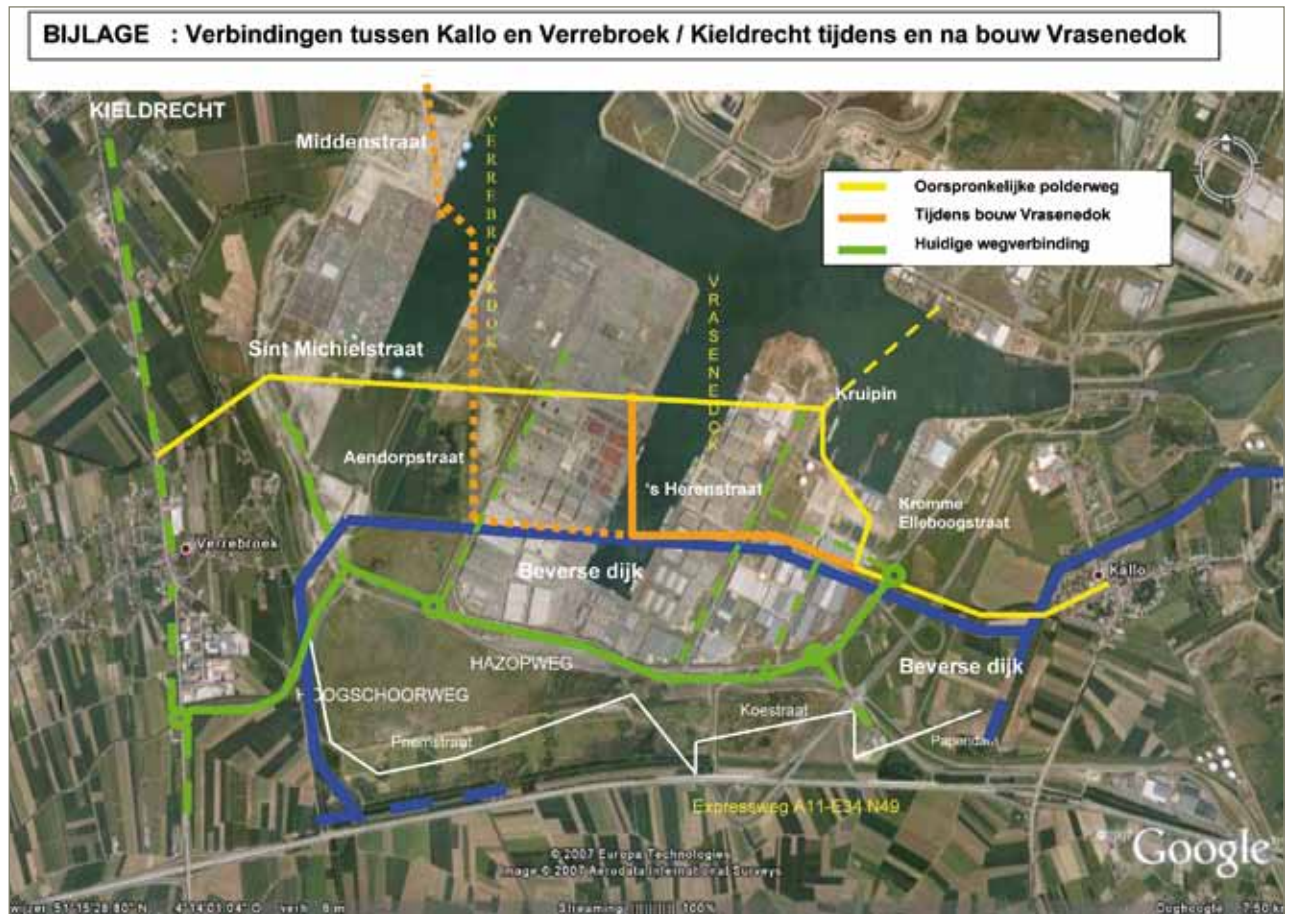 BIJLAGE : Verbindingen tussen Kallo en Verrebroek / Kieldrecht tijdens en na bouw Vrasenedok
KIELDRECHT
Middenstraat
VERREBROEKDOK
Oorspronkelijke polderweg
Tijdens bouw Vrasenedok
Huidige wegverbinding
VRASENEDOK
Sint Michielstraat
Kruipin
Aendorpstraat
's Herenstraat
Kromme
Elleboogstraat
Verrebroek
Beverse dijk
Kallo
HAZOPWEG
Beverse dijk
HOOGSCHOORWEG
Koestraat
Priemstraat
Papendam
Expressweg A11-E34 N49
Google
© 2007 Europa Technologies
Image © 2007 Aerodata International Surveys
Streaming 100%